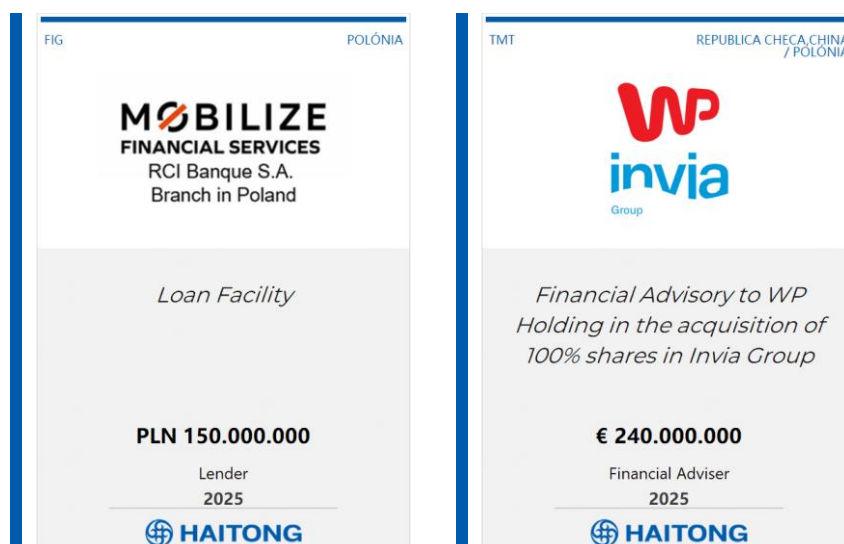 FIG
POLÓNIA
MOBILIZE
FINANCIAL SERVICES
RCI Banque S.A.
Branch in Poland
Loan Facility
PLN 150.000.000
Lender
2025
HAITONG
TMT
REPUBLICA CHECA,CHINA
/ POLÓNIA
WP
invia
Group
Financial Advisory to WP
Holding in the acquisition of
100% shares in Invia Group
€ 240.000.000
Financial Adviser
2025
HAITONG